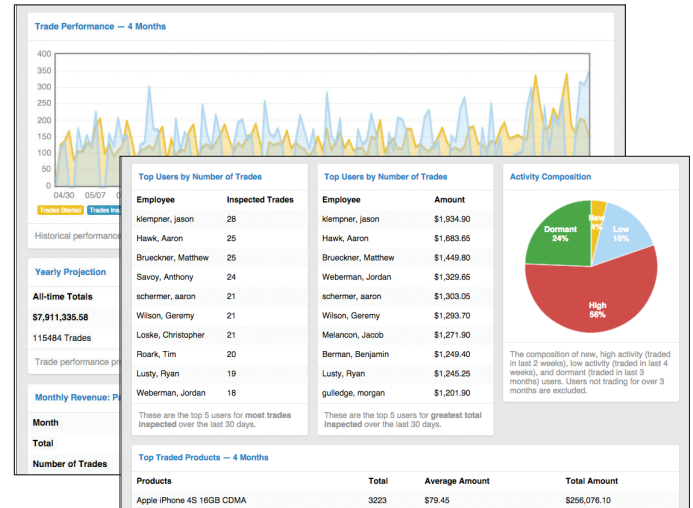 Trade Performance — 4 Months
400
350
300
250
200
150
100
50
0
04/30 05/07
Trades Started
Historical performance
Yearly Projection
All-time Totals
$7,911,335.58
115484 Trades
Trade performance
Monthly Revenue:
Month
Total
Number of Trades
Top Users by Number of Trades
Employee Inspected Trades
klempner, jason 28
Hawk, Aaron 25
Brueckner, Matthew 25
Savoy, Anthony 24
schermer, aaron 21
Wilson, Geremy 21
Loske, Christopher 21
Roark, Tim 20
Lusty, Ryan 19
Weberman, Jordan 18
These are the top 5 users for most trades
inspected over the last 30 days.
Top Users by Number of Trades
Employee Amount
klempner, jason $1,934.90
Hawk, Aaron $1,683.65
Brueckner, Matthew $1,449.80
Weberman, Jordan $1,329.65
schermer, aaron $1,303.05
Wilson, Geremy $1,293.70
Melancon, Jacob $1,271.90
Berman, Benjamin $1,249.40
Lusty, Ryan $1,245.25
gulledge, morgan $1,201.90
These are the top 5 users for greatest total
inspected over the last 30 days.
Activity Composition
New
Low
Dormant
24%
High
56%
The composition of new, high activity (traded
in last 2 weeks), low activity (traded in last 4
weeks), and dormant (traded in last 3
months) users. Users not trading for over 3
months are excluded.
Top Traded Products — 4 Months
Products Total Average Amount Total Amount
Apple iPhone 4S 16GB CDMA 3223 $79.45 $256,076.10